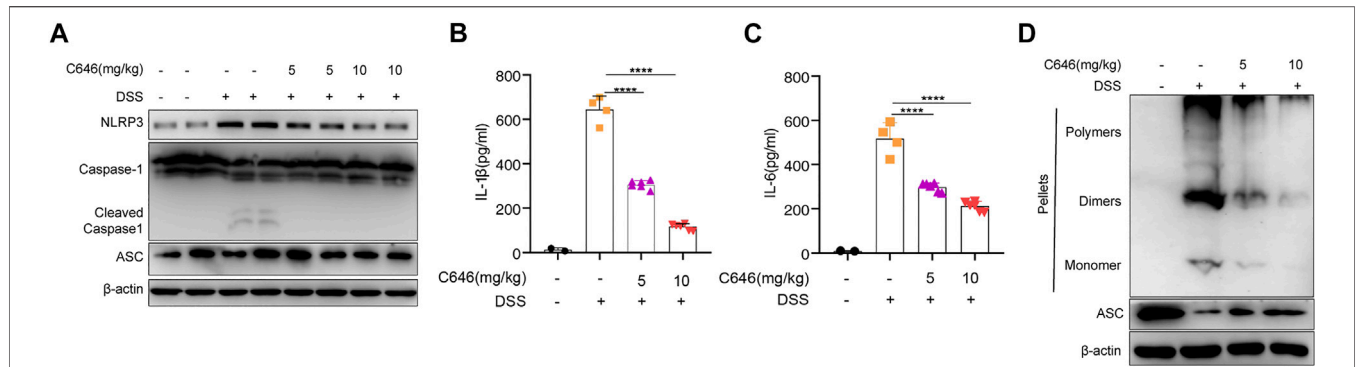 A
C646(mg/kg) - - - - 5 5 10 10
DSS - - + + + + + +
NLRP3
Caspase-1
Cleaved
Caspase1
ASC
β-actin
B
IL-1β(pg/ml)
800
600
400
200
0
****
****
C646(mg/kg) - - 5 10
DSS - + + +
C
IL-6(pg/ml)
800
600
400
200
0
****
****
C646(mg/kg) - - 5 10
DSS - + + +
D
C646(mg/kg) - - 5 10
DSS - + + +
Pellets
Polymers
Dimers
Monomer
ASC
β-actin